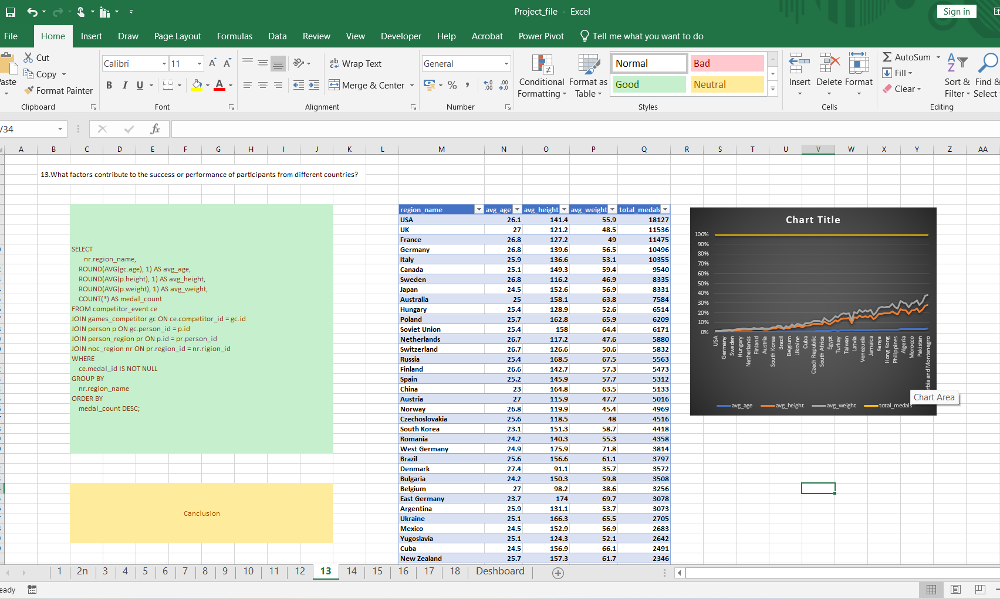 Project_file - Excel
Sign in
File Home Insert Draw Page Layout Formulas Data Review View Developer Help Acrobat Power Pivot Tell me what you want to do
Cut
Copy
Format Painter
Clipboard
Calibri 11
B I U
Font
Wrap Text
Merge & Center
Alignment
General
Number
Conditional Formatting
Format as Table
Normal Bad
Good Neutral
Styles
Insert Delete Format
Cells
AutoSum
Fill
Clear
Sort & Filter
Find &
Select
Editing
fx
A B C D E F G H I J K L M N O P Q R S T U V W X Y Z AA
13.What factors contribute to the success or performance of participants from different countries?
SELECT
nr.region_name,
ROUND(AVG(gc.age), 1) AS avg_age,
ROUND(AVG(p.height), 1) AS avg_height,
ROUND(AVG(p.weight), 1) AS avg_weight,
COUNT(*) AS medal_count
FROM competitor_event ce
JOIN games_competitor gc ON ce.competitor_id = gc.id
JOIN person p ON gc.person_id = p.id
JOIN person_region pr ON p.id = pr.person_id
JOIN noc_region nr ON pr.region_id = nr.rigion_id
WHERE
ce.medal_id IS NOT NULL
GROUP BY
nr.region_name
ORDER BY
medal_count DESC;
Canclusion
region_name avg_age avg_height avg_weight total_medals
USA 26.1 141.4 55.9 18127
UK 27 121.2 48.5 11536
France 26.8 127.2 49 11475
Germany 26.8 139.6 56.5 10496
Italy 25.9 136.6 53.1 10355
Canada 25.1 149.3 59.4 9540
Sweden 26.8 116.2 46.9 8335
Japan 24.5 152.6 56.9 8331
Australia 25 158.1 63.8 7584
Hungary 25.4 128.9 52.6 6514
Poland 25.7 162.8 65.9 6209
Soviet Union 25.4 158 64.4 6171
Netherlands 26.7 117.2 47.6 5880
Switzerland 26.7 126.6 50.6 5832
Russia 25.4 168.5 67.5 5563
Finland 26.6 142.7 57.3 5473
Spain 25.2 145.9 57.7 5312
China 23 164.8 63.5 5133
Austria 27 115.9 47.7 5016
Norway 26.8 119.9 45.4 4969
Czechoslovakia 25.6 118.5 48 4516
South Korea 23.1 151.3 58.7 4418
Romania 24.2 140.3 55.3 4358
West Germany 24.9 175.9 71.8 3814
Brazil 25.6 156.6 61.1 3797
Denmark 27.4 91.1 35.7 3572
Bulgaria 24.2 150.3 59.8 3508
Belgium 27 98.2 38.6 3256
East Germany 23.7 174 69.7 3078
Argentina 25.9 131.1 53.7 3073
Ukraine 25.1 166.3 65.5 2705
Mexico 24.5 152.9 56.9 2683
Yugoslavia 25.1 124.3 52.1 2642
Cuba 24.5 156.9 66.1 2491
New Zealand 25.7 157.3 61.7 2346
Chart Title
100%
90%
80%
70%
60%
50%
40%
30%
20%
10%
0%
USA
Germany
Sweden
Hungary
Netherlands
Finland
Austria
South Korea
Brazil
Belgium
Ukraine
Cuba
Czech Republic
South Africa
Egypt
Turkey
Taiwan
Latvia
Venezuela
Jamaica
Kenya
Hong Kong
Philippines
Algeria
Morocco
Pakistan
and Montenegro
avg_age avg_height avg_weight total_medals
Chart Area
1 2n 3 4 5 6 7 8 9 10 11 12 13 14 15 16 17 18 Deshboard